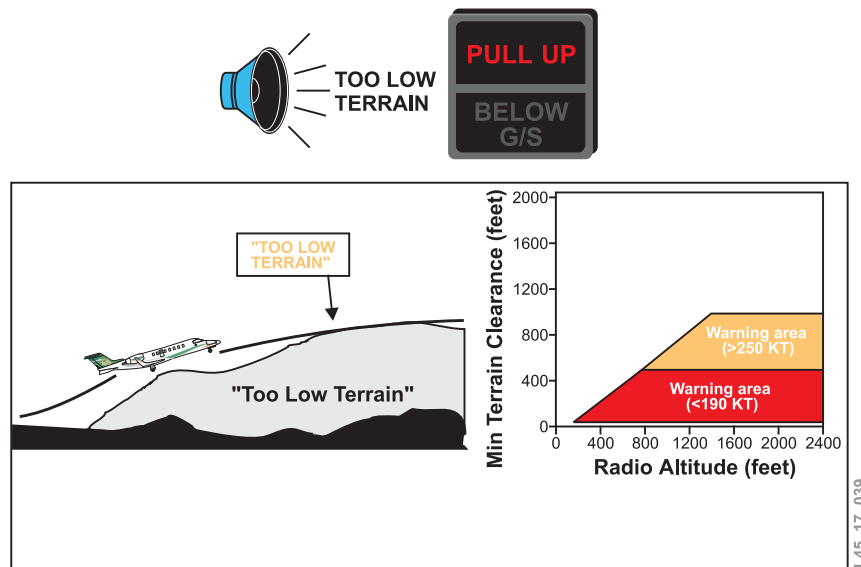 TOO LOW
TERRAIN
PULL UP
BELOW
G/S
"TOO LOW
TERRAIN"
"Too Low Terrain"
Min Terrain Clearance (feet)
2000
1600
1200
800
400
0
Warning area
(>250 KT)
Warning area
(<190 KT)
0 400 800 1200 1600 2000 2400
Radio Altitude (feet)
45_17_039